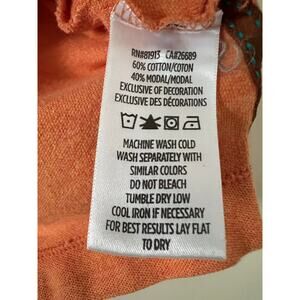 RN#81913 CA#26689
60% COTTON/COTON
40% MODAL/MODAL
EXCLUSIVE OF DECORATION
EXCLUSIVE DES DÉCORATIONS
MACHINE WASH COLD
WASH SEPARATELY WITH
SIMILAR COLORS
DO NOT BLEACH
TUMBLE DRY LOW
COOL IRON IF NECESSARY
FOR BEST RESULTS LAY FLAT
TO DRY